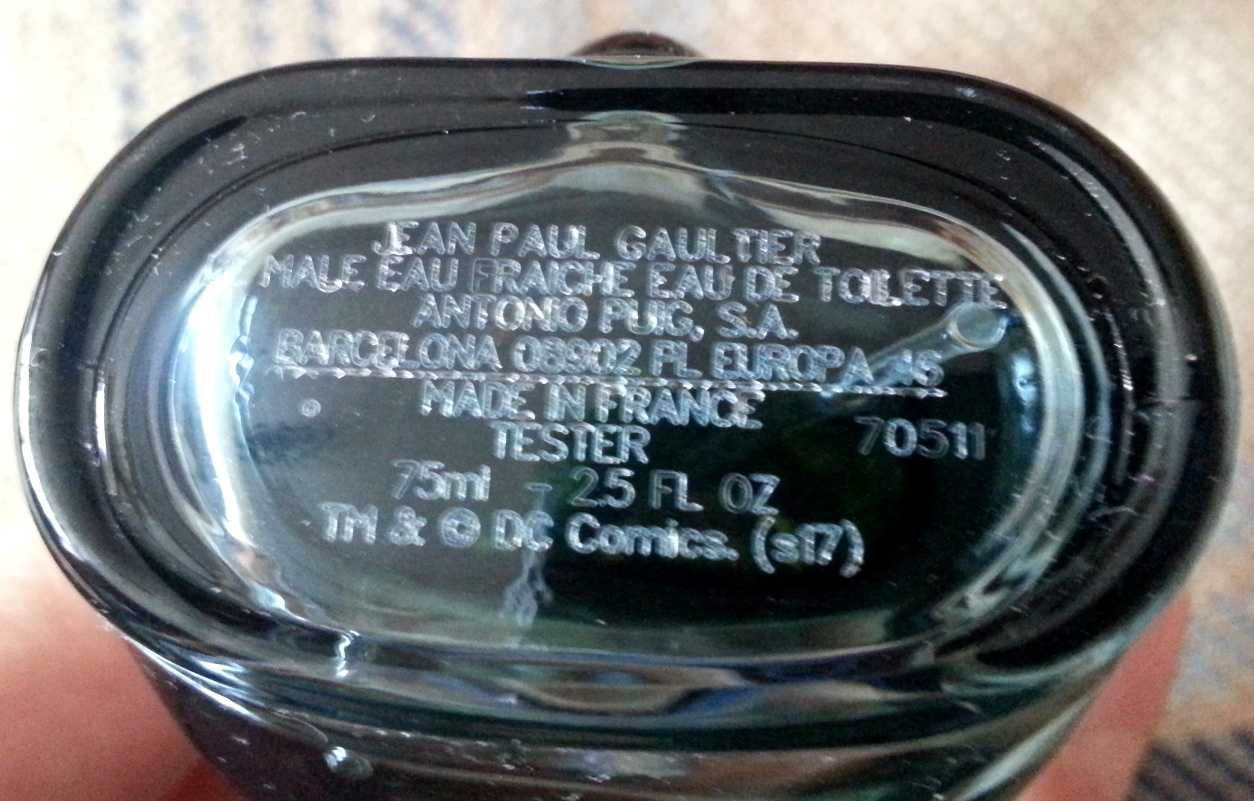 JEAN PAUL GAULTIER
MALE EAU FRAICHE EAU DE TOILETTE
ANTONIO PUIG, S.A.
BARCELONA 08902 PL EUROPA 46
MADE IN FRANCE
TESTER 70511
75ml - 2.5 FL OZ
TM & © DC Comics. (s17)